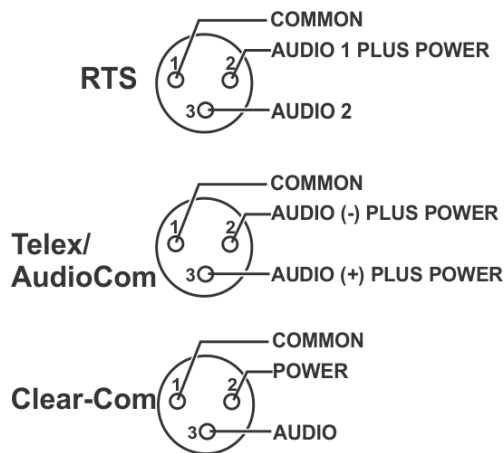 COMMON
AUDIO 1 PLUS POWER
RTS
1
2
3
AUDIO 2
COMMON
AUDIO (-) PLUS POWER
Telex/
AudioCom
1
2
3
AUDIO (+) PLUS POWER
COMMON
POWER
Clear-Com
1
2
3
AUDIO